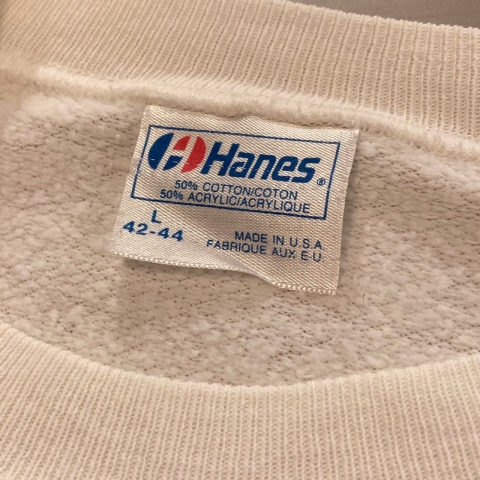 Hanes®
50% COTTON/COTON
50% ACRYLIC/ACRYLIQUE
L
42-44
MADE IN U.S.A
FABRIQUE AUX E-U